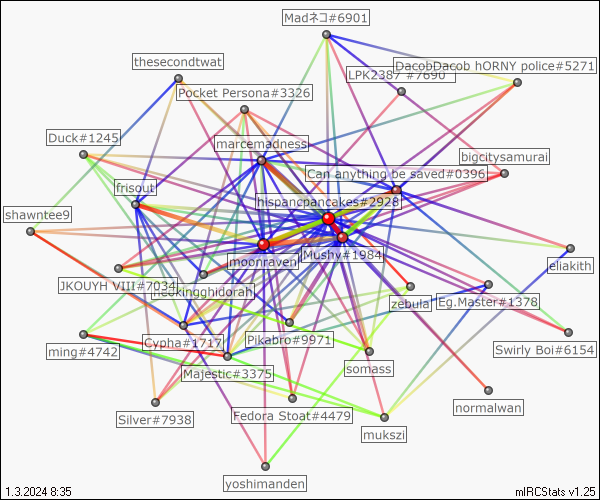 Madネコ#6901
thesecondtwat
DacobDacob hORNY police#5271
LPK2387 #7690
Pocket Persona#3326
Duck#1245
marcemadness
bigcitysamurai
Can anything be saved#0396
frisout
hispancpancakes#2928
shawntee9
moonraven
Mushy#1984
eliakith
JKOUYH VIII#7034
zebula
Eg.Master#1378
Cypha#1717
Pikabro#9971
ming#4742
Swirly Boi#6154
somass
Majestic#3375
normalwan
Silver#7938
Fedora Stoat#4479
mukszi
yoshimanden
1.3.2024 8:35
mIRCStats v1.25